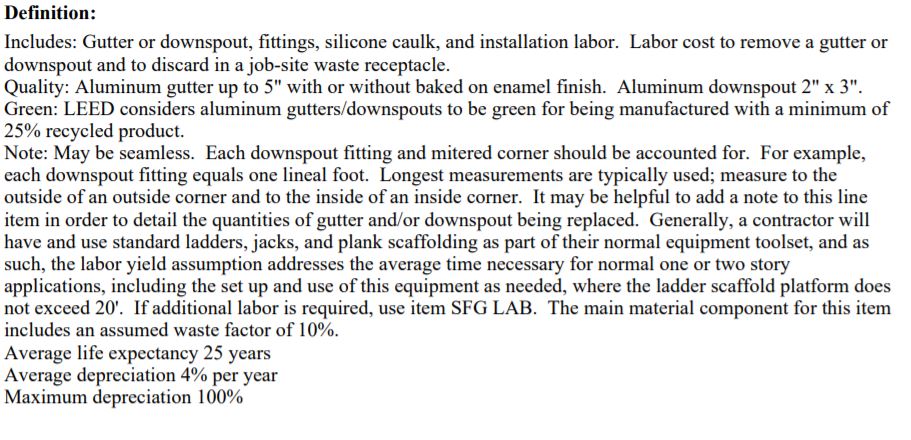 Definition:
Includes: Gutter or downspout, fittings, silicone caulk, and installation labor.  Labor cost to remove a gutter or
downspout and to discard in a job-site waste receptacle.
Quality: Aluminum gutter up to 5" with or without baked on enamel finish.  Aluminum downspout 2" x 3".
Green: LEED considers aluminum gutters/downspouts to be green for being manufactured with a minimum of
25% recycled product.
Note: May be seamless.  Each downspout fitting and mitered corner should be accounted for.  For example,
each downspout fitting equals one lineal foot.  Longest measurements are typically used; measure to the
outside of an outside corner and to the inside of an inside corner.  It may be helpful to add a note to this line
item in order to detail the quantities of gutter and/or downspout being replaced.  Generally, a contractor will
have and use standard ladders, jacks, and plank scaffolding as part of their normal equipment toolset, and as
such, the labor yield assumption addresses the average time necessary for normal one or two story
applications, including the set up and use of this equipment as needed, where the ladder scaffold platform does
not exceed 20'.  If additional labor is required, use item SFG LAB.  The main material component for this item
includes an assumed waste factor of 10%.
Average life expectancy 25 years
Average depreciation 4% per year
Maximum depreciation 100%